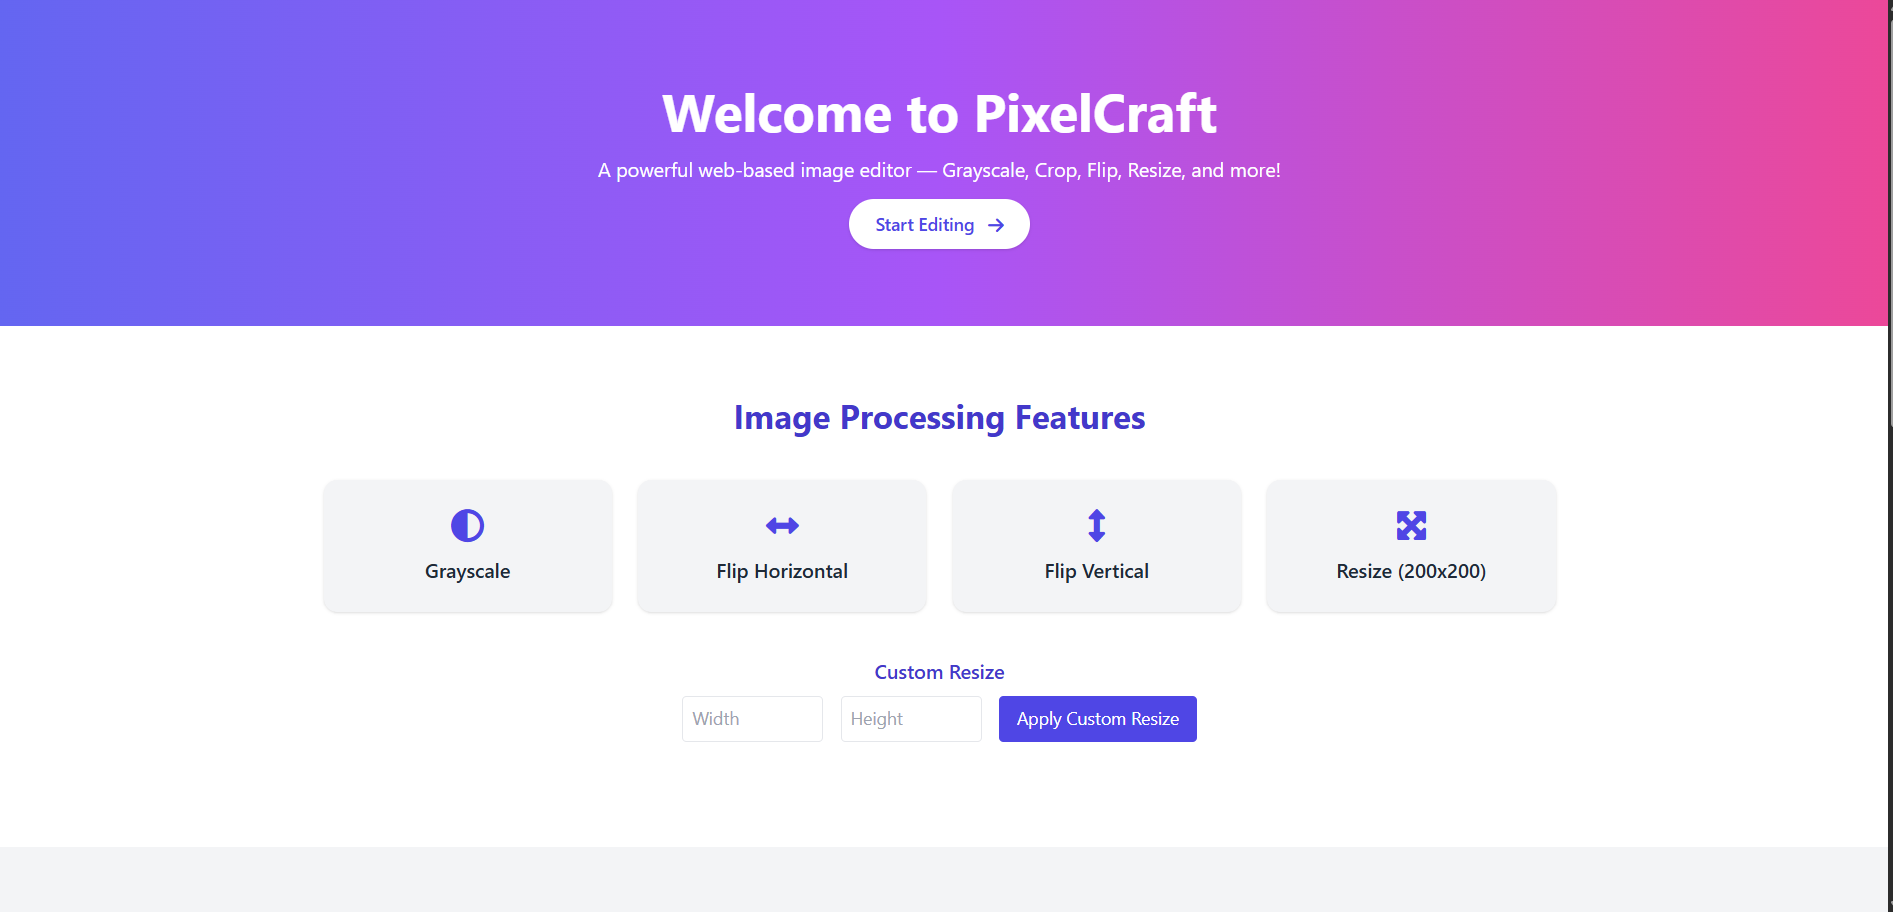 Welcome to PixelCraft
A powerful web-based image editor — Grayscale, Crop, Flip, Resize, and more!
Start Editing
Image Processing Features
Grayscale
Flip Horizontal
Flip Vertical
Resize (200x200)
Custom Resize
Width
Height
Apply Custom Resize